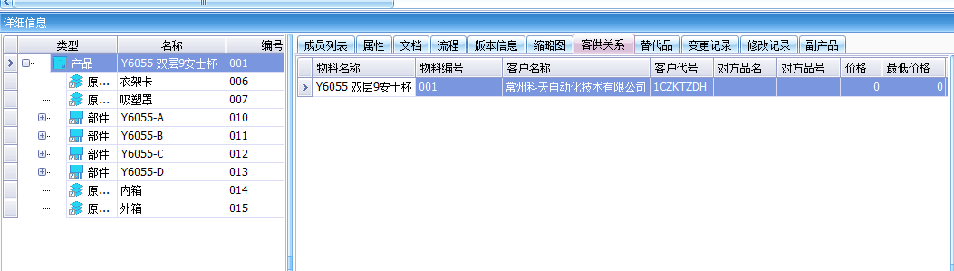 详细信息
类型 名称 编号
产品 Y6055 双层9安士杯 001
原... 衣架卡 006
原... 吸塑罩 007
部件 Y6055-A 010
部件 Y6055-B 011
部件 Y6055-C 012
部件 Y6055-D 013
原... 内箱 014
原... 外箱 015
成员列表 属性 文档 流程 版本信息 缩略图 客供关系 替代品 变更记录 修改记录 副产品
物料名称 物料编号 客户名称 客户代号 对方品名 对方品号 价格 最低价格
Y6055 双层9安士杯 001 常州科天自动化技术有限公司 1CZKTZDH 0 0